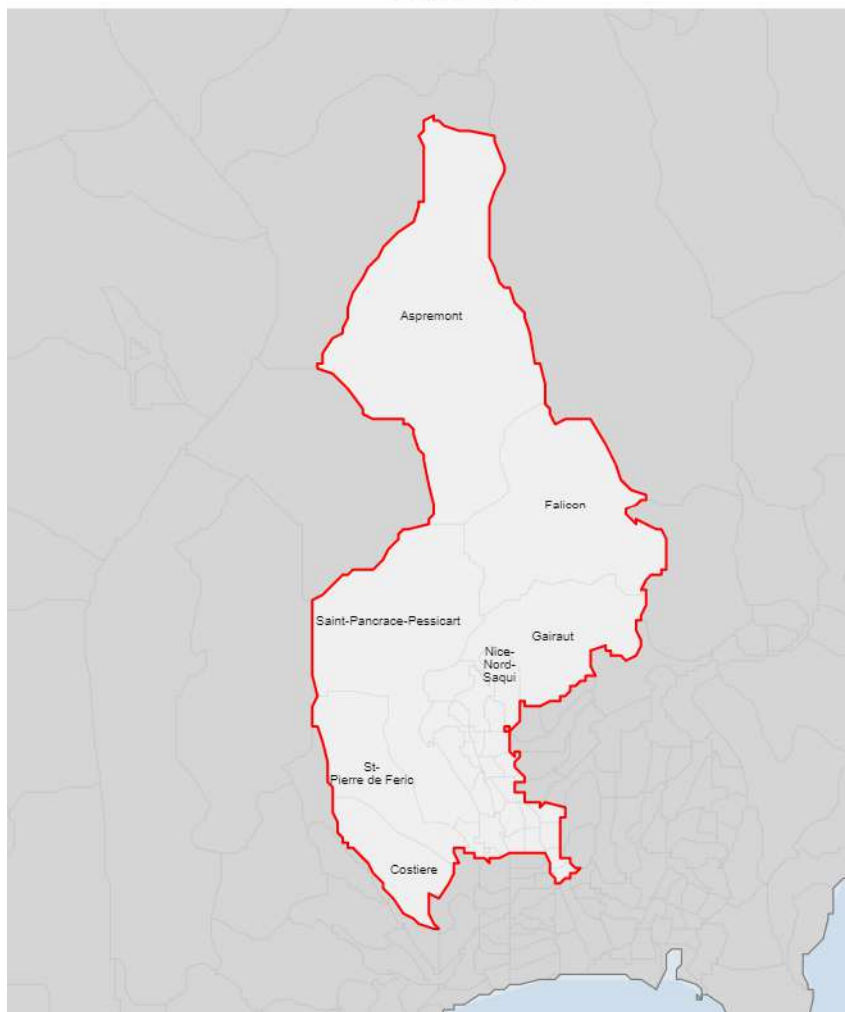 Aspremont
Falicon
Saint-Pancrace-Pessicart
Gairaut
Nice-
Nord-
Saqui
St-
Pierre de Feric
Costiere